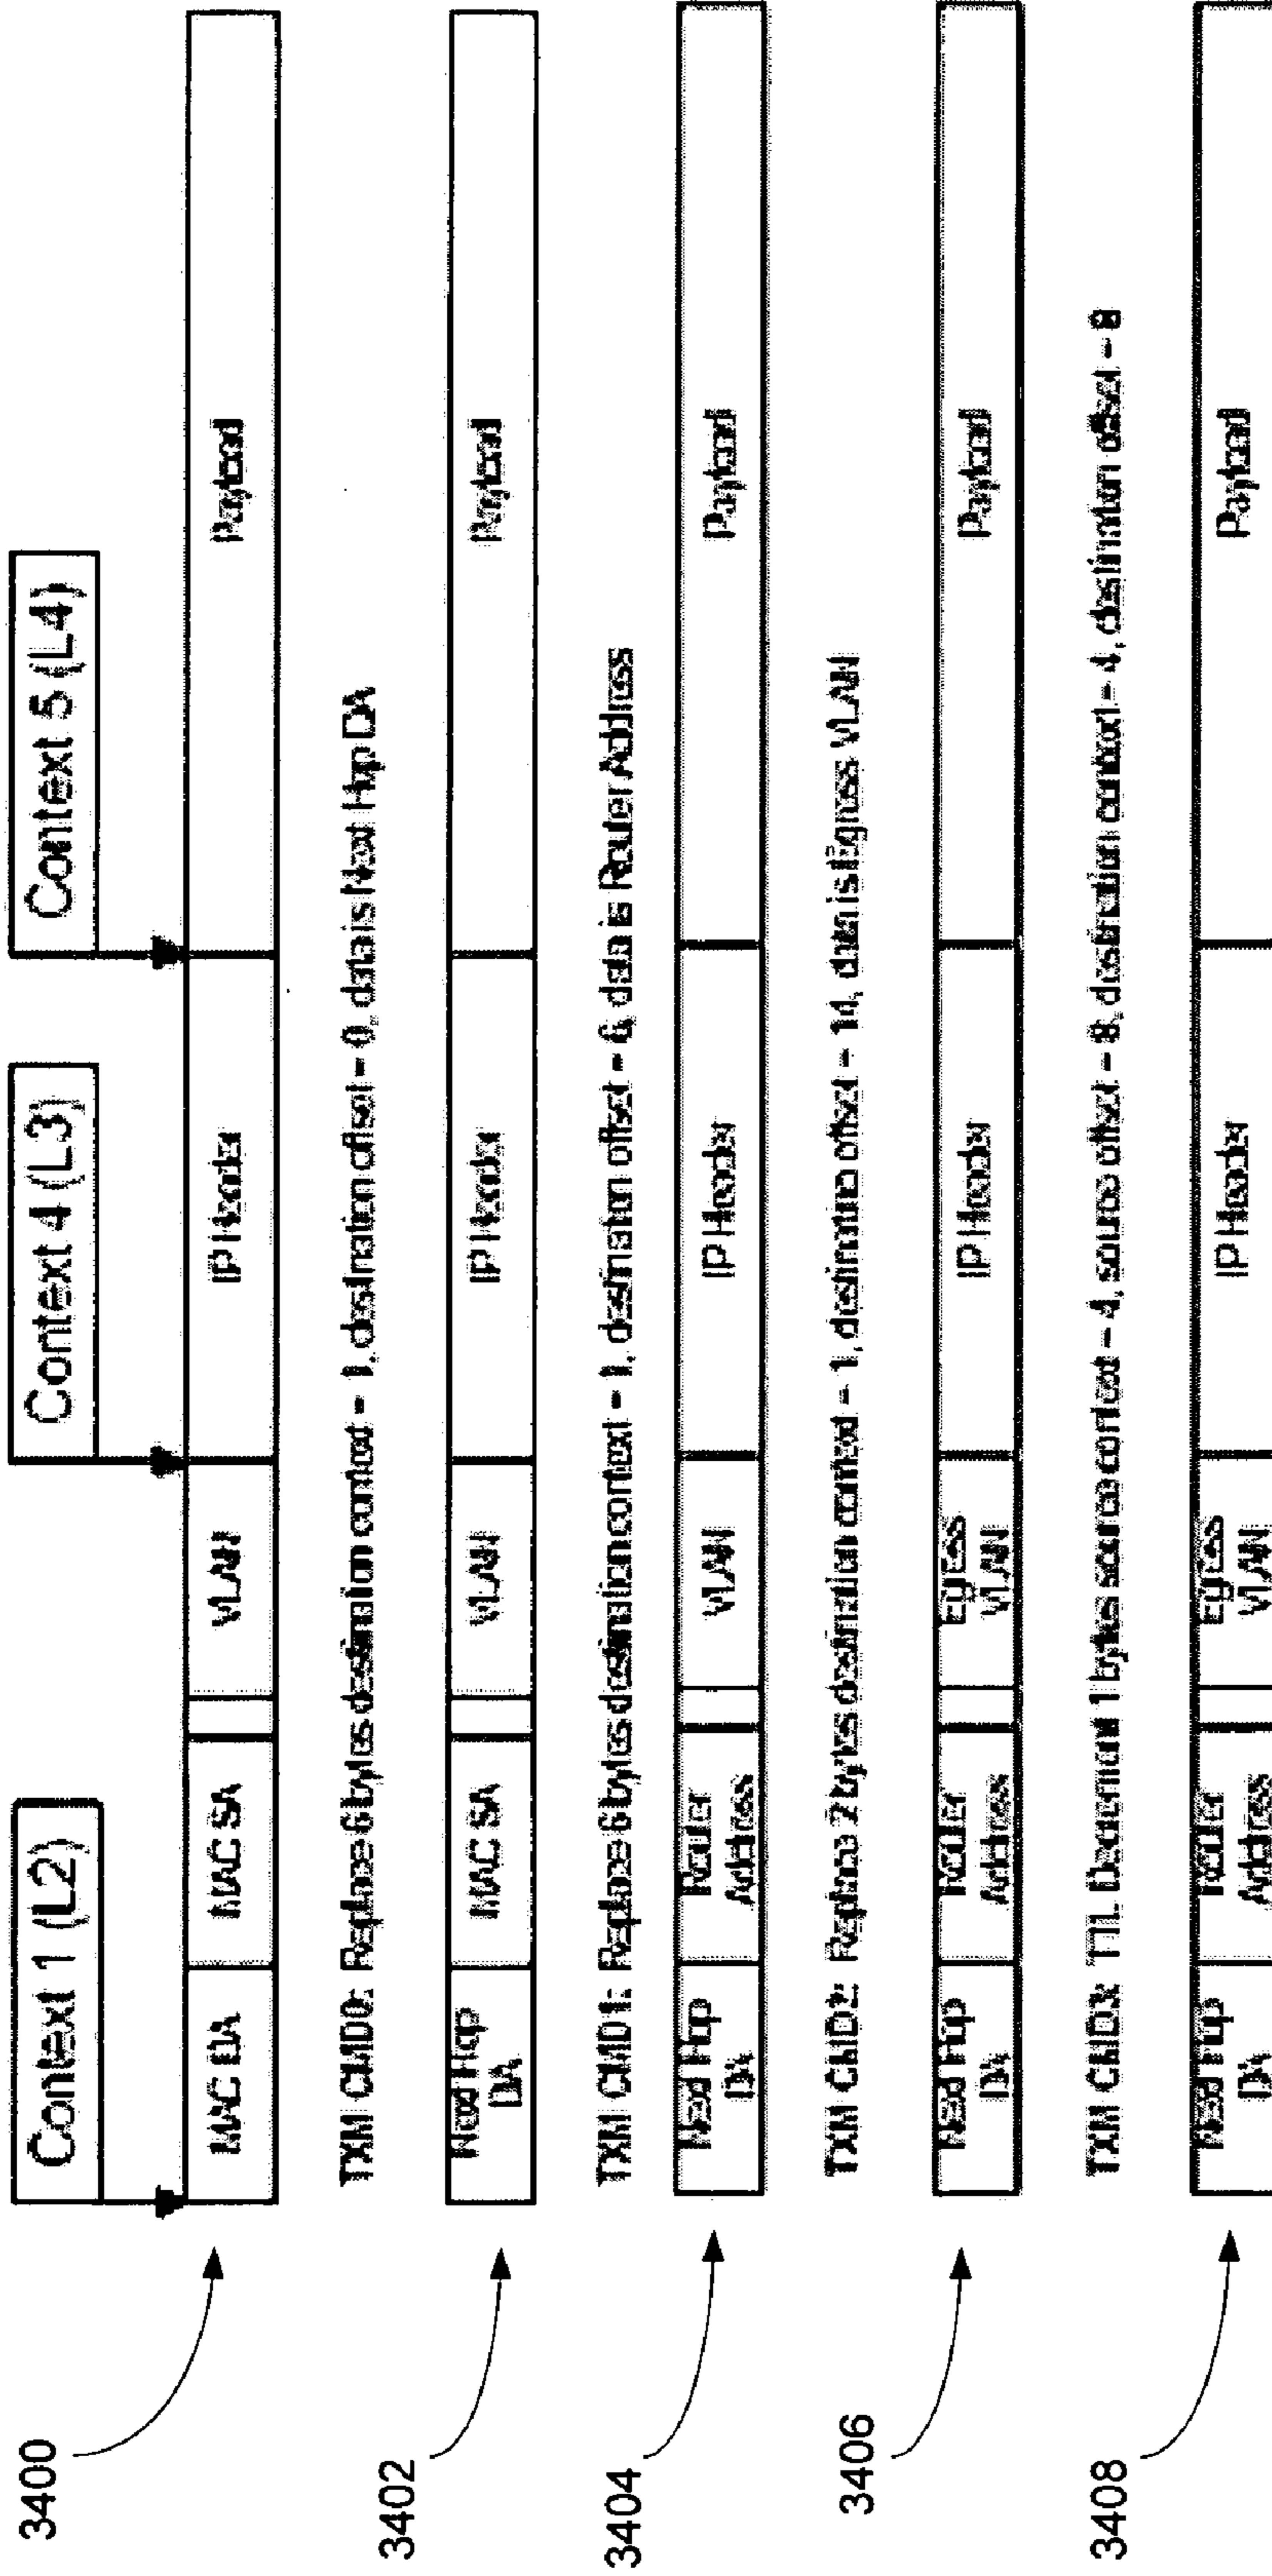 Context 1 (L2)
Context 4 (L3)
Context 5 (L4)
3400
MAC DA
MAC SA
VLAN
IP Header
Payload
TXM CMD0: Replace 6 bytes destination context = 1, destination offset = 0, data is Next Hop DA
3402
Next Hop
DA
MAC SA
VLAN
IP Header
Payload
TXM CMD1: Replace 6 bytes destination context = 1, destination offset = 6, data is Router Address
3404
Next Hop
DA
Router
Address
VLAN
IP Header
Payload
TXM CMD2: Replace 2 bytes destination context = 1, destination offset = 14, data is Egress VLAN
3406
Next Hop
DA
Router
Address
Egress
VLAN
IP Header
Payload
TXM CMD3: TTL Decrement 1 bytes source context = 4, source offset = 8, destination context = 4, destination offset = 8
3408
Next Hop
DA
Router
Address
Egress
VLAN
IP Header
Payload